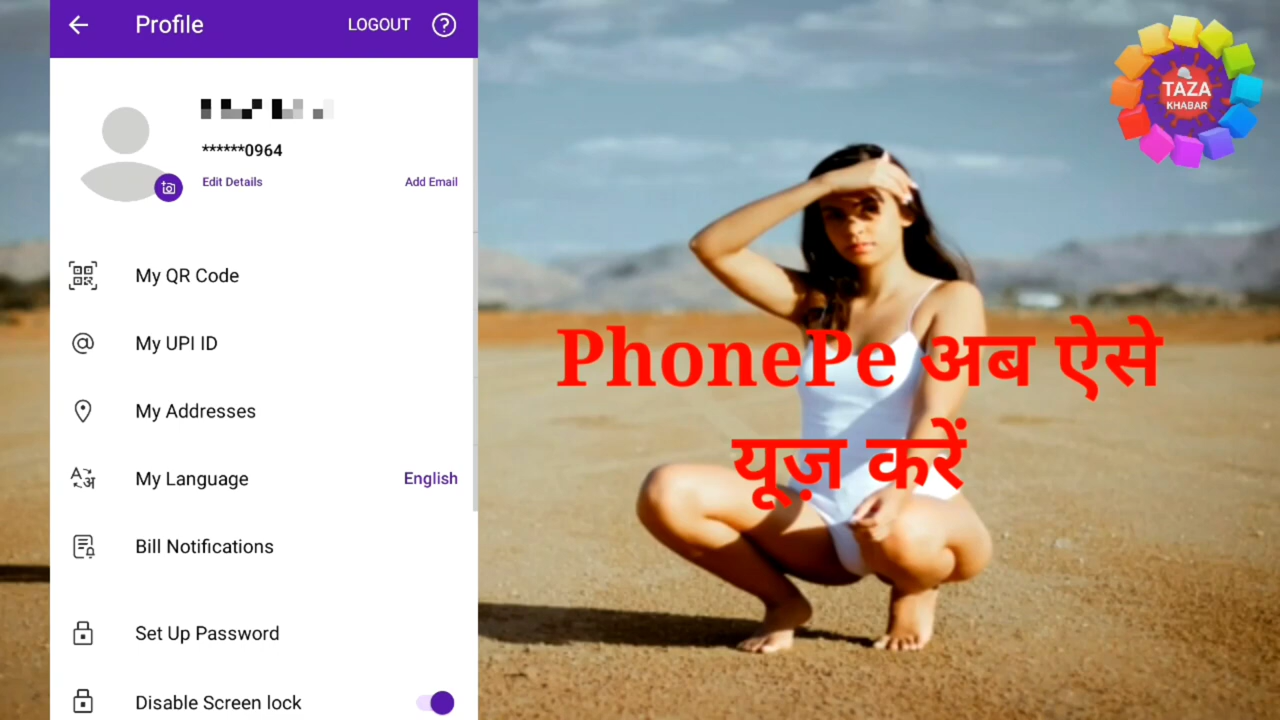 Profile
LOGOUT
?
******0964
Edit Details
Add Email
My QR Code
My UPI ID
My Addresses
My Language
English
Bill Notifications
Set Up Password
Disable Screen lock
PhonePe अब ऐसे
यूज़ करें
TAZA
KHABAR